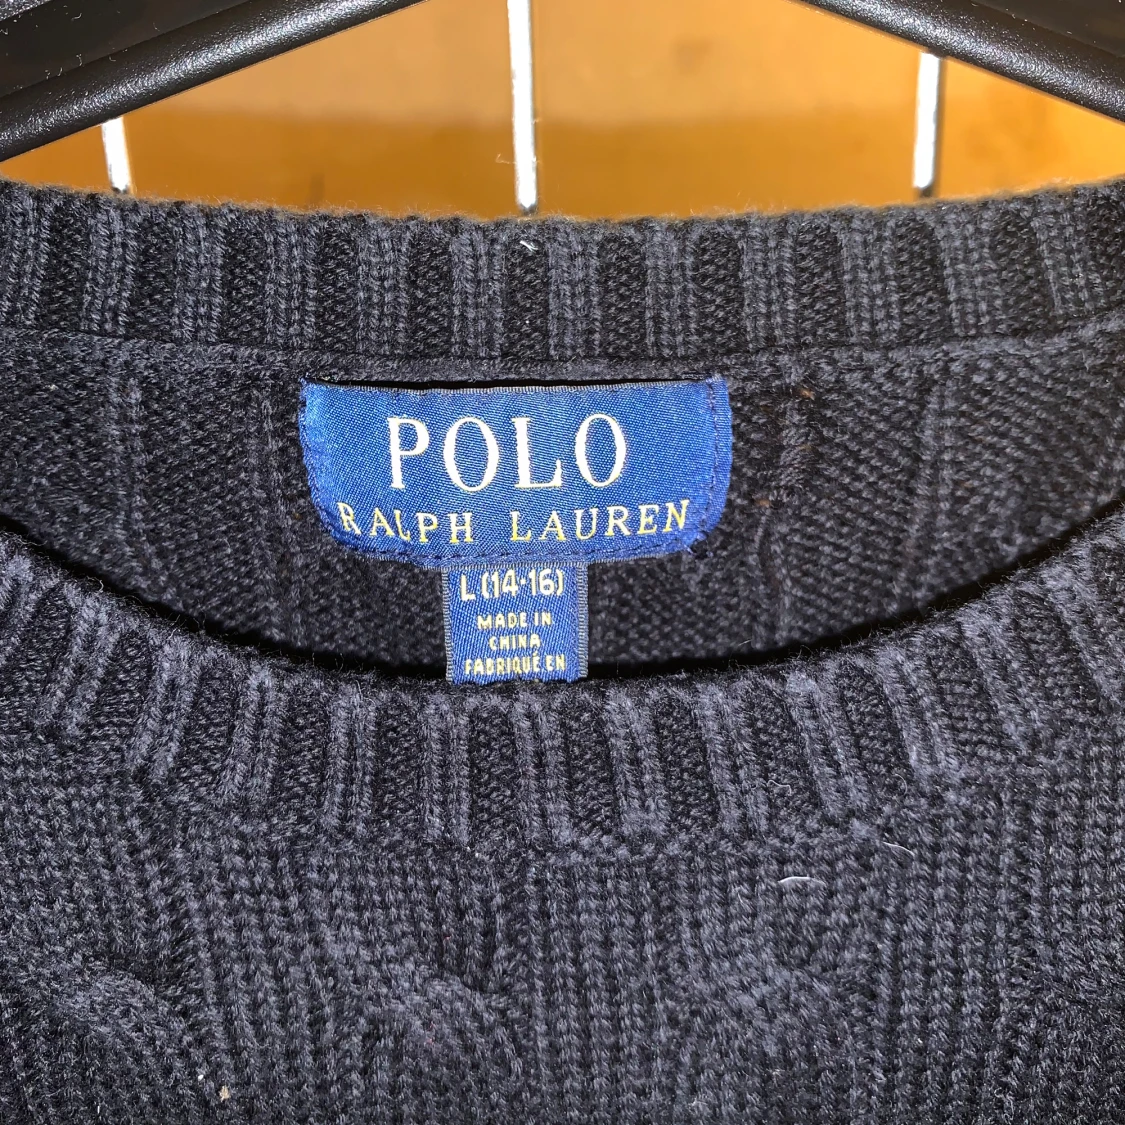 POLO
RALPH LAUREN
L (14-16)
MADE IN
CHINA
FABRIQUÉ EN